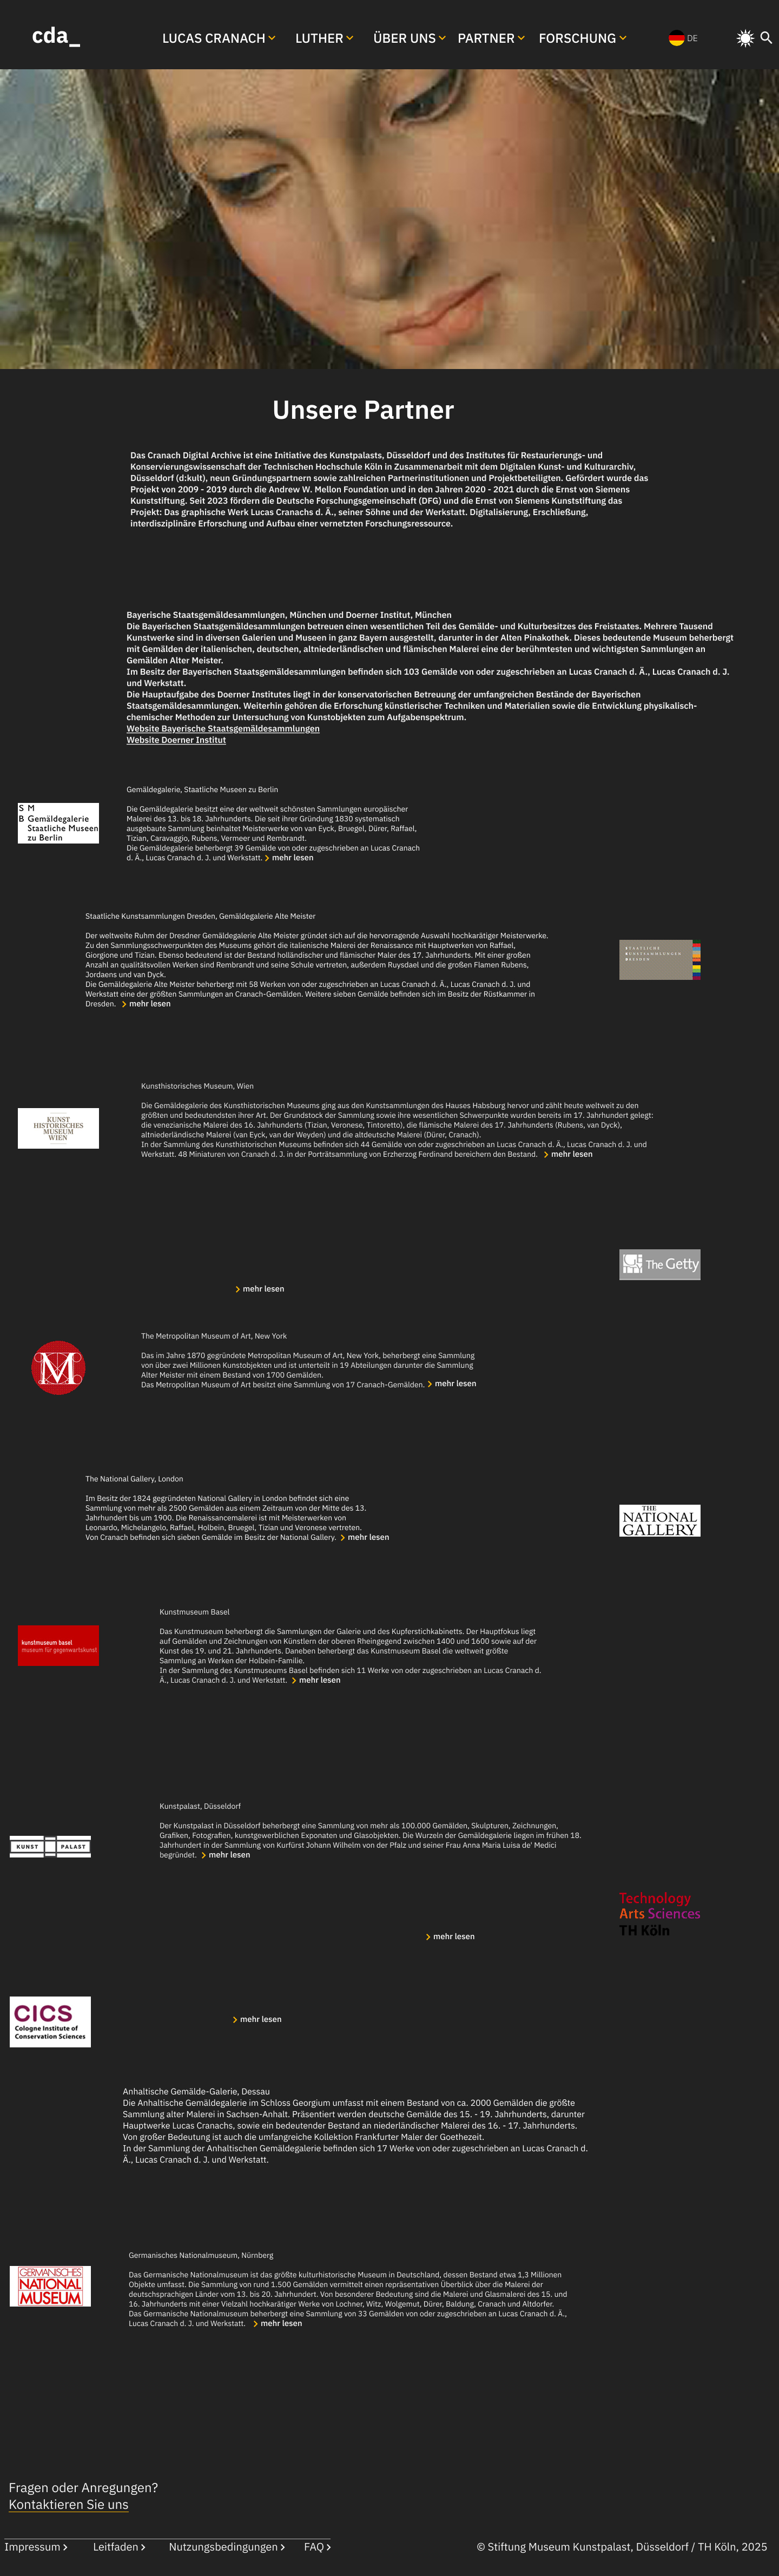 cda_
LUCAS CRANACH
LUTHER
ÜBER UNS
PARTNER
FORSCHUNG
DE
Unsere Partner
Das Cranach Digital Archive ist eine Initiative des Kunstpalasts, Düsseldorf und des Institutes für Restaurierungs- und
Konservierungswissenschaft der Technischen Hochschule Köln in Zusammenarbeit mit dem Digitalen Kunst- und Kulturarchiv,
Düsseldorf (d:kult), neun Gründungspartnern sowie zahlreichen Partnerinstitutionen und Projektbeteiligten. Gefördert wurde das
Projekt von 2009 - 2019 durch die Andrew W. Mellon Foundation und in den Jahren 2020 - 2021 durch die Ernst von Siemens
Kunststiftung. Seit 2023 fördern die Deutsche Forschungsgemeinschaft (DFG) und die Ernst von Siemens Kunststiftung das
Projekt: Das graphische Werk Lucas Cranachs d. Ä., seiner Söhne und der Werkstatt. Digitalisierung, Erschließung,
interdisziplinäre Erforschung und Aufbau einer vernetzten Forschungsressource.
Bayerische Staatsgemäldesammlungen, München und Doerner Institut, München
Die Bayerischen Staatsgemäldesammlungen betreuen einen wesentlichen Teil des Gemälde- und Kulturbesitzes des Freistaates. Mehrere Tausend
Kunstwerke sind in diversen Galerien und Museen in ganz Bayern ausgestellt, darunter in der Alten Pinakothek. Dieses bedeutende Museum beherbergt
mit Gemälden der italienischen, deutschen, altniederländischen und flämischen Malerei eine der berühmtesten und wichtigsten Sammlungen an
Gemälden Alter Meister.
Im Besitz der Bayerischen Staatsgemäldesammlungen befinden sich 103 Gemälde von oder zugeschrieben an Lucas Cranach d. Ä., Lucas Cranach d. J.
und Werkstatt.
Die Hauptaufgabe des Doerner Institutes liegt in der konservatorischen Betreuung der umfangreichen Bestände der Bayerischen
Staatsgemäldesammlungen. Weiterhin gehören die Erforschung künstlerischer Techniken und Materialien sowie die Entwicklung physikalisch-
chemischer Methoden zur Untersuchung von Kunstobjekten zum Aufgabenspektrum.
Website Bayerische Staatsgemäldesammlungen
Website Doerner Institut
S M
B Gemäldegalerie
Staatliche Museen
zu Berlin
Gemäldegalerie, Staatliche Museen zu Berlin
Die Gemäldegalerie besitzt eine der weltweit schönsten Sammlungen europäischer
Malerei des 13. bis 18. Jahrhunderts. Die seit ihrer Gründung 1830 systematisch
ausgebaute Sammlung beinhaltet Meisterwerke von van Eyck, Bruegel, Dürer, Raffael,
Tizian, Caravaggio, Rubens, Vermeer und Rembrandt.
Die Gemäldegalerie beherbergt 39 Gemälde von oder zugeschrieben an Lucas Cranach
d. Ä., Lucas Cranach d. J. und Werkstatt. mehr lesen
Staatliche Kunstsammlungen Dresden, Gemäldegalerie Alte Meister
Der weltweite Ruhm der Dresdner Gemäldegalerie Alte Meister gründet sich auf die hervorragende Auswahl hochkarätiger Meisterwerke.
Zu den Sammlungsschwerpunkten des Museums gehört die italienische Malerei der Renaissance mit Hauptwerken von Raffael,
Giorgione und Tizian. Ebenso bedeutend ist der Bestand holländischer und flämischer Maler des 17. Jahrhunderts. Mit einer großen
Anzahl an qualitätsvollen Werken sind Rembrandt und seine Schule vertreten, außerdem Ruysdael und die großen Flamen Rubens,
Jordaens und van Dyck.
Die Gemäldegalerie Alte Meister beherbergt mit 58 Werken von oder zugeschrieben an Lucas Cranach d. Ä., Lucas Cranach d. J. und
Werkstatt eine der größten Sammlungen an Cranach-Gemälden. Weitere sieben Gemälde befinden sich im Besitz der Rüstkammer in
Dresden. mehr lesen
STAATLICHE
KUNSTSAMMLUNGEN
DRESDEN
KUNST
HISTORISCHES
MUSEUM
WIEN
Kunsthistorisches Museum, Wien
Die Gemäldegalerie des Kunsthistorischen Museums ging aus den Kunstsammlungen des Hauses Habsburg hervor und zählt heute weltweit zu den
größten und bedeutendsten ihrer Art. Der Grundstock der Sammlung sowie ihre wesentlichen Schwerpunkte wurden bereits im 17. Jahrhundert gelegt:
die venezianische Malerei des 16. Jahrhunderts (Tizian, Veronese, Tintoretto), die flämische Malerei des 17. Jahrhunderts (Rubens, van Dyck),
altniederländische Malerei (van Eyck, van der Weyden) und die altdeutsche Malerei (Dürer, Cranach).
In der Sammlung des Kunsthistorischen Museums befinden sich 44 Gemälde von oder zugeschrieben an Lucas Cranach d. Ä., Lucas Cranach d. J. und
Werkstatt. 48 Miniaturen von Cranach d. J. in der Porträtsammlung von Erzherzog Ferdinand bereichern den Bestand. mehr lesen
The Getty
mehr lesen
M
The Metropolitan Museum of Art, New York
Das im Jahre 1870 gegründete Metropolitan Museum of Art, New York, beherbergt eine Sammlung
von über zwei Millionen Kunstobjekten und ist unterteilt in 19 Abteilungen darunter die Sammlung
Alter Meister mit einem Bestand von 1700 Gemälden.
Das Metropolitan Museum of Art besitzt eine Sammlung von 17 Cranach-Gemälden. mehr lesen
The National Gallery, London
Im Besitz der 1824 gegründeten National Gallery in London befindet sich eine
Sammlung von mehr als 2500 Gemälden aus einem Zeitraum von der Mitte des 13.
Jahrhundert bis um 1900. Die Renaissancemalerei ist mit Meisterwerken von
Leonardo, Michelangelo, Raffael, Holbein, Bruegel, Tizian und Veronese vertreten.
Von Cranach befinden sich sieben Gemälde im Besitz der National Gallery. mehr lesen
THE
NATIONAL
GALLERY
kunstmuseum basel
museum für gegenwartskunst
Kunstmuseum Basel
Das Kunstmuseum beherbergt die Sammlungen der Galerie und des Kupferstichkabinetts. Der Hauptfokus liegt
auf Gemälden und Zeichnungen von Künstlern der oberen Rheingegend zwischen 1400 und 1600 sowie auf der
Kunst des 19. und 21. Jahrhunderts. Daneben beherbergt das Kunstmuseum Basel die weltweit größte
Sammlung an Werken der Holbein-Familie.
In der Sammlung des Kunstmuseums Basel befinden sich 11 Werke von oder zugeschrieben an Lucas Cranach d.
Ä., Lucas Cranach d. J. und Werkstatt. mehr lesen
KUNST PALAST
Kunstpalast, Düsseldorf
Der Kunstpalast in Düsseldorf beherbergt eine Sammlung von mehr als 100.000 Gemälden, Skulpturen, Zeichnungen,
Grafiken, Fotografien, kunstgewerblichen Exponaten und Glasobjekten. Die Wurzeln der Gemäldegalerie liegen im frühen 18.
Jahrhundert in der Sammlung von Kurfürst Johann Wilhelm von der Pfalz und seiner Frau Anna Maria Luisa de' Medici
begründet. mehr lesen
Technology
Arts Sciences
TH Köln
mehr lesen
CICS
Cologne Institute of
Conservation Sciences
mehr lesen
Anhaltische Gemälde-Galerie, Dessau
Die Anhaltische Gemäldegalerie im Schloss Georgium umfasst mit einem Bestand von ca. 2000 Gemälden die größte
Sammlung alter Malerei in Sachsen-Anhalt. Präsentiert werden deutsche Gemälde des 15. - 19. Jahrhunderts, darunter
Hauptwerke Lucas Cranachs, sowie ein bedeutender Bestand an niederländischer Malerei des 16. - 17. Jahrhunderts.
Von großer Bedeutung ist auch die umfangreiche Kollektion Frankfurter Maler der Goethezeit.
In der Sammlung der Anhaltischen Gemäldegalerie befinden sich 17 Werke von oder zugeschrieben an Lucas Cranach d.
Ä., Lucas Cranach d. J. und Werkstatt.
GERMANISCHES
NATIONAL
MUSEUM
Germanisches Nationalmuseum, Nürnberg
Das Germanische Nationalmuseum ist das größte kulturhistorische Museum in Deutschland, dessen Bestand etwa 1,3 Millionen
Objekte umfasst. Die Sammlung von rund 1.500 Gemälden vermittelt einen repräsentativen Überblick über die Malerei der
deutschsprachigen Länder vom 13. bis 20. Jahrhundert. Von besonderer Bedeutung sind die Malerei und Glasmalerei des 15. und
16. Jahrhunderts mit einer Vielzahl hochkarätiger Werke von Lochner, Witz, Wolgemut, Dürer, Baldung, Cranach und Altdorfer.
Das Germanische Nationalmuseum beherbergt eine Sammlung von 33 Gemälden von oder zugeschrieben an Lucas Cranach d. Ä.,
Lucas Cranach d. J. und Werkstatt. mehr lesen
Fragen oder Anregungen?
Kontaktieren Sie uns
Impressum
Leitfaden
Nutzungsbedingungen
FAQ
© Stiftung Museum Kunstpalast, Düsseldorf / TH Köln, 2025